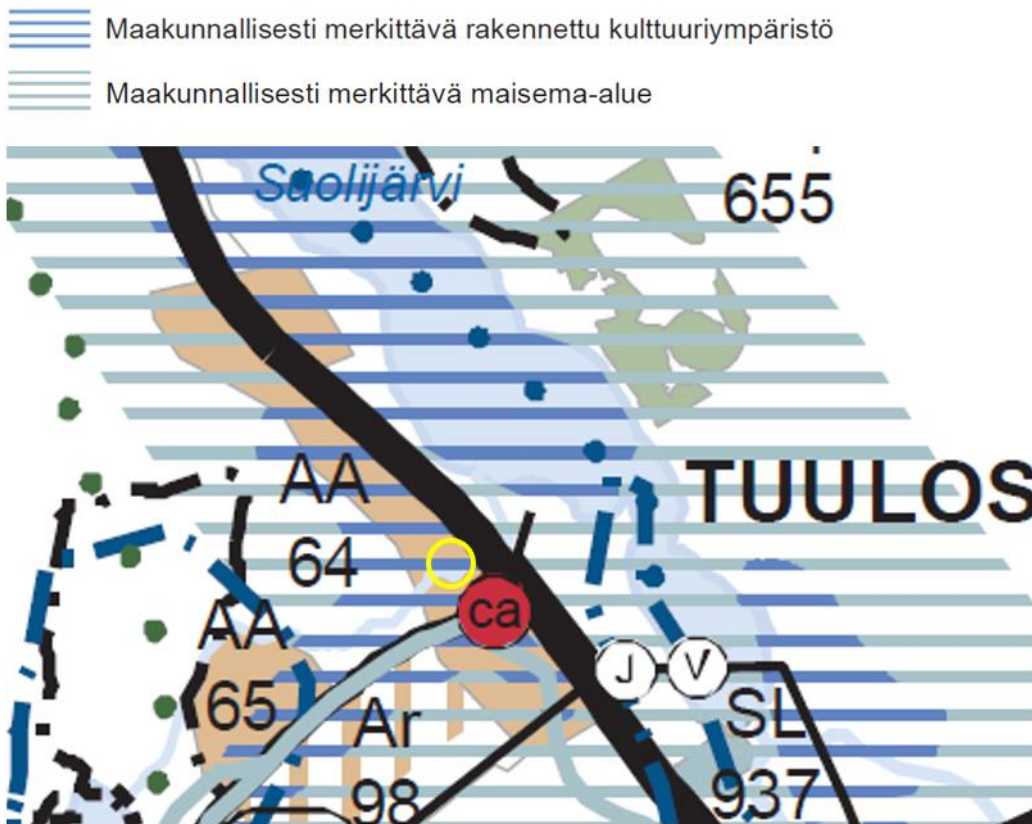 Maakunnallisesti merkittävä rakennettu kulttuuriympäristö
Maakunnallisesti merkittävä maisema-alue
Suolijärvi
655
AA
64
TUULOS
ca
AA
65
J
V
Ar
98
SL
937